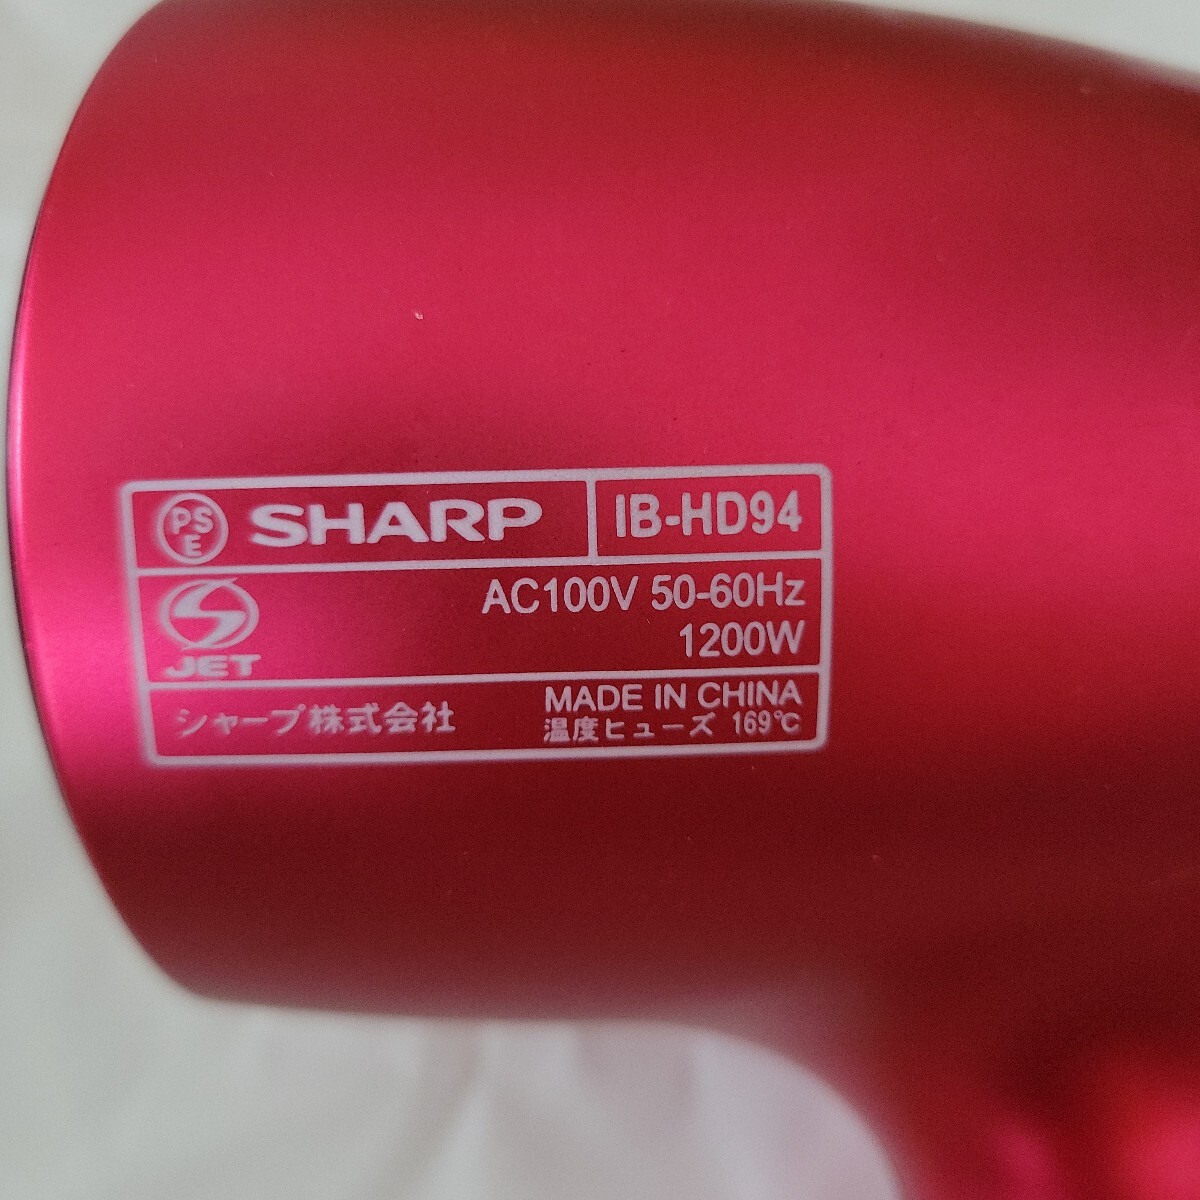 PS
E
SHARP
IB-HD94
AC100V 50-60Hz
1200W
JET
シャープ株式会社
MADE IN CHINA
温度ヒューズ 169℃